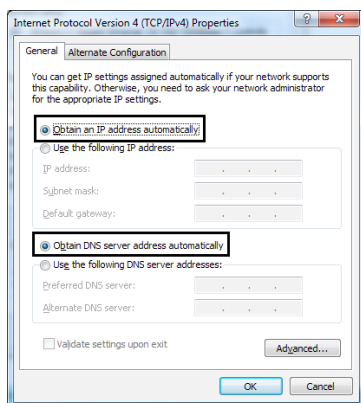 Internet Protocol Version 4 (TCP/IPv4) Properties
General
Alternate Configuration
You can get IP settings assigned automatically if your network supports
this capability. Otherwise, you need to ask your network administrator
for the appropriate IP settings.
Obtain an IP address automatically
Use the following IP address:
IP address:
Subnet mask:
Default gateway:
Obtain DNS server address automatically
Use the following DNS server addresses:
Preferred DNS server:
Alternate DNS server:
Validate settings upon exit
Advanced...
OK
Cancel